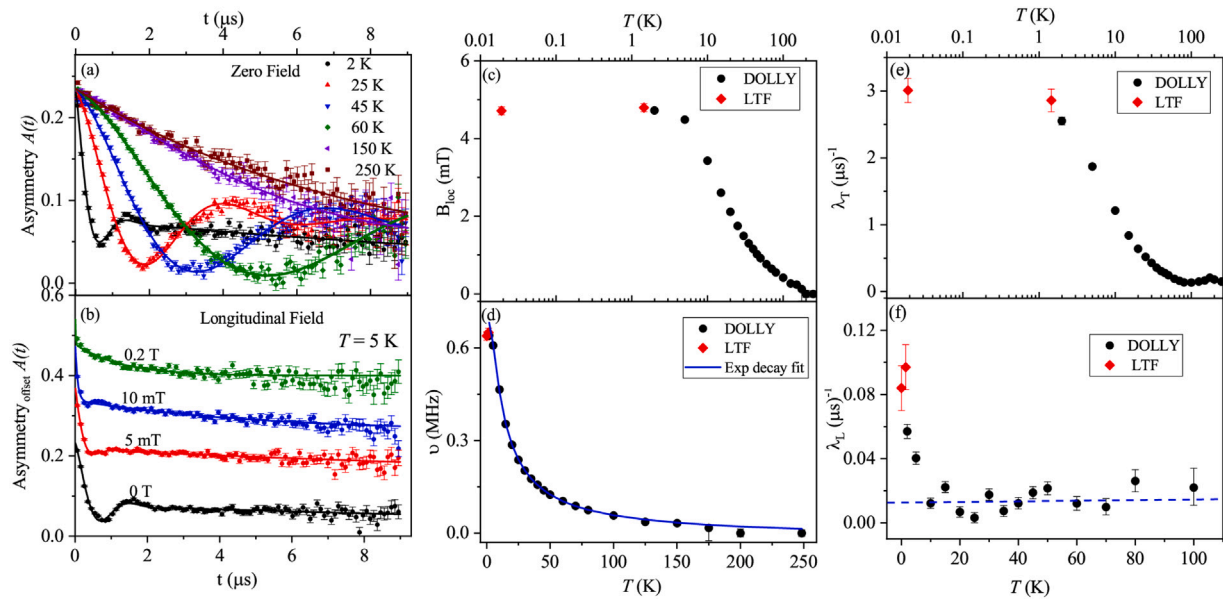 t (μs)
0 2 4 6 8
(a) Zero Field
2 K
25 K
45 K
60 K
150 K
250 K
Asymmetry A(t)
0.2
0.1
0.0
0.6
(b) Longitudinal Field
T = 5 K
0.2 T
10 mT
5 mT
0 T
Asymmetry offset A(t)
0.4
0.2
0.0
0 2 4 6 8
t (μs)
T (K)
0.01 0.1 1 10 100
(c)
DOLLY
LTF
B loc (mT)
6
4
2
0
(d)
DOLLY
LTF
Exp decay fit
υ (MHz)
0.6
0.3
0.0
0 50 100 150 200 250
T (K)
T (K)
0.01 0.1 1 10 100
(e)
DOLLY
LTF
λT (μs)-1
4
3
2
1
0
(f)
DOLLY
LTF
λL (μs)-1
0.12
0.08
0.04
0.00
0 20 40 60 80 100
T (K)